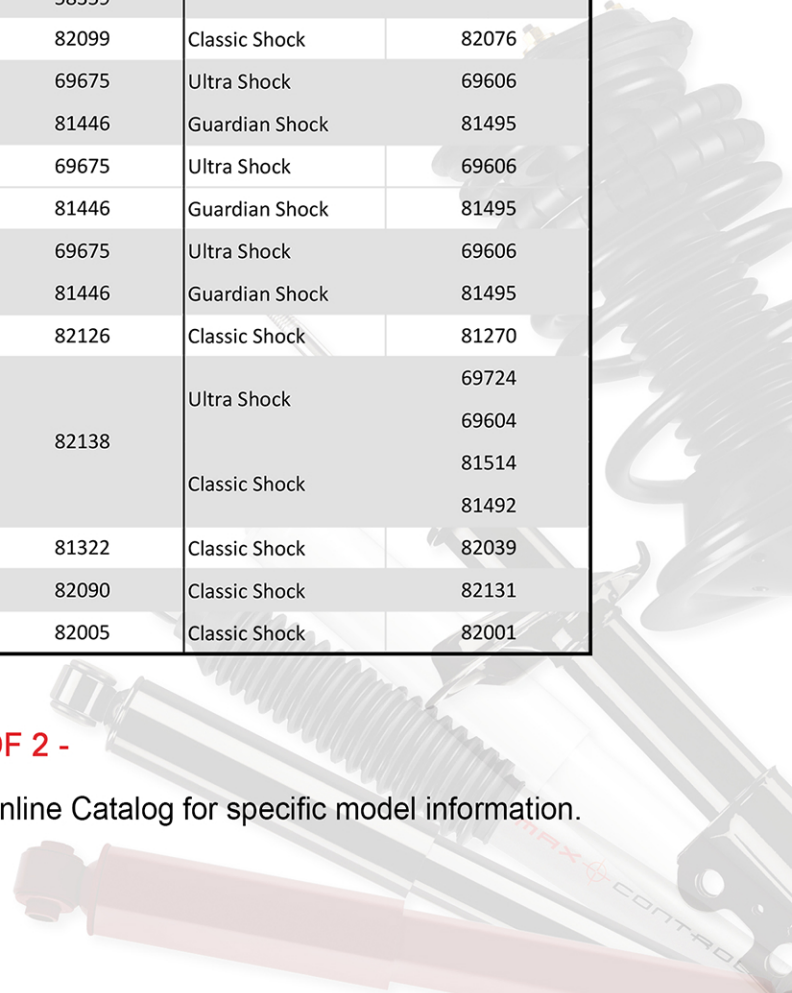 82099 Classic Shock 82076
69675 Ultra Shock 69606
81446 Guardian Shock 81495
69675 Ultra Shock 69606
81446 Guardian Shock 81495
69675 Ultra Shock 69606
81446 Guardian Shock 81495
82126 Classic Shock 81270
69724
Ultra Shock
69604
82138
81514
Classic Shock
81492
81322 Classic Shock 82039
82090 Classic Shock 82131
82005 Classic Shock 82001
OF 2 -
nline Catalog for specific model information.
MAX CONTROL